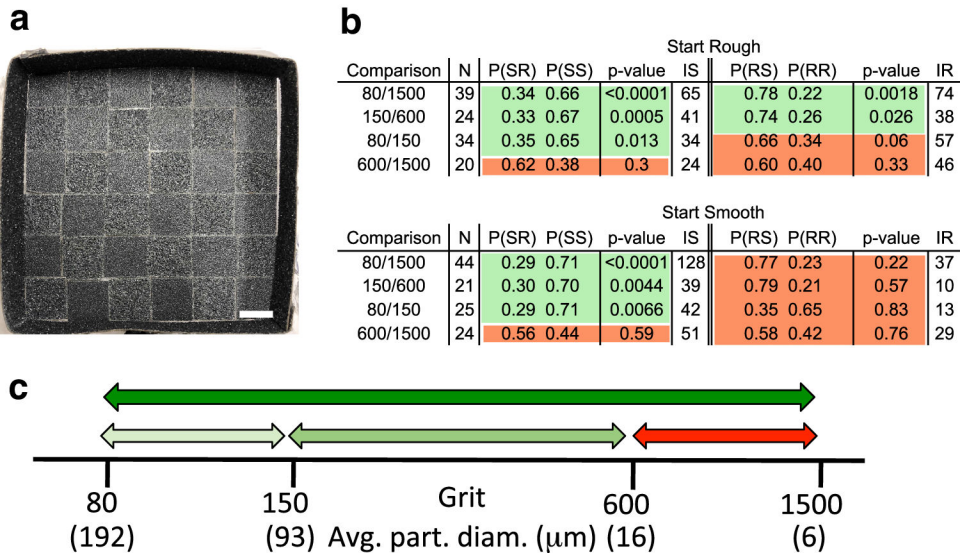 a
b
Start Rough
Comparison N P(SR) P(SS) p-value IS P(RS) P(RR) p-value IR
80/1500 39 0.34 0.66 <0.0001 65 0.78 0.22 0.0018 74
150/600 24 0.33 0.67 0.0005 41 0.74 0.26 0.026 38
80/150 34 0.35 0.65 0.013 34 0.66 0.34 0.06 57
600/1500 20 0.62 0.38 0.3 24 0.60 0.40 0.33 46
Start Smooth
Comparison N P(SR) P(SS) p-value IS P(RS) P(RR) p-value IR
80/1500 44 0.29 0.71 <0.0001 128 0.77 0.23 0.22 37
150/600 21 0.30 0.70 0.0044 39 0.79 0.21 0.57 10
80/150 25 0.29 0.71 0.0066 42 0.35 0.65 0.83 13
600/1500 24 0.56 0.44 0.59 51 0.58 0.42 0.76 29
c
80 150 Grit 600 1500
(192) (93) Avg. part. diam. (μm) (16) (6)